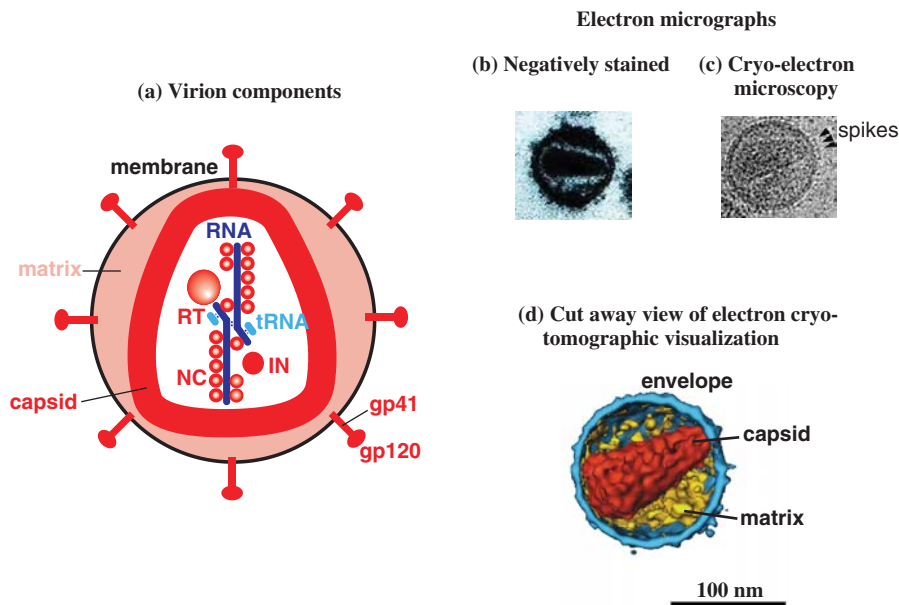 Electron micrographs
(b) Negatively stained
(c) Cryo-electron
microscopy
spikes
(a) Virion components
membrane
RNA
matrix
RT
tRNA
NC
IN
capsid
gp41
gp120
(d) Cut away view of electron cryo-
tomographic visualization
envelope
capsid
matrix
100 nm